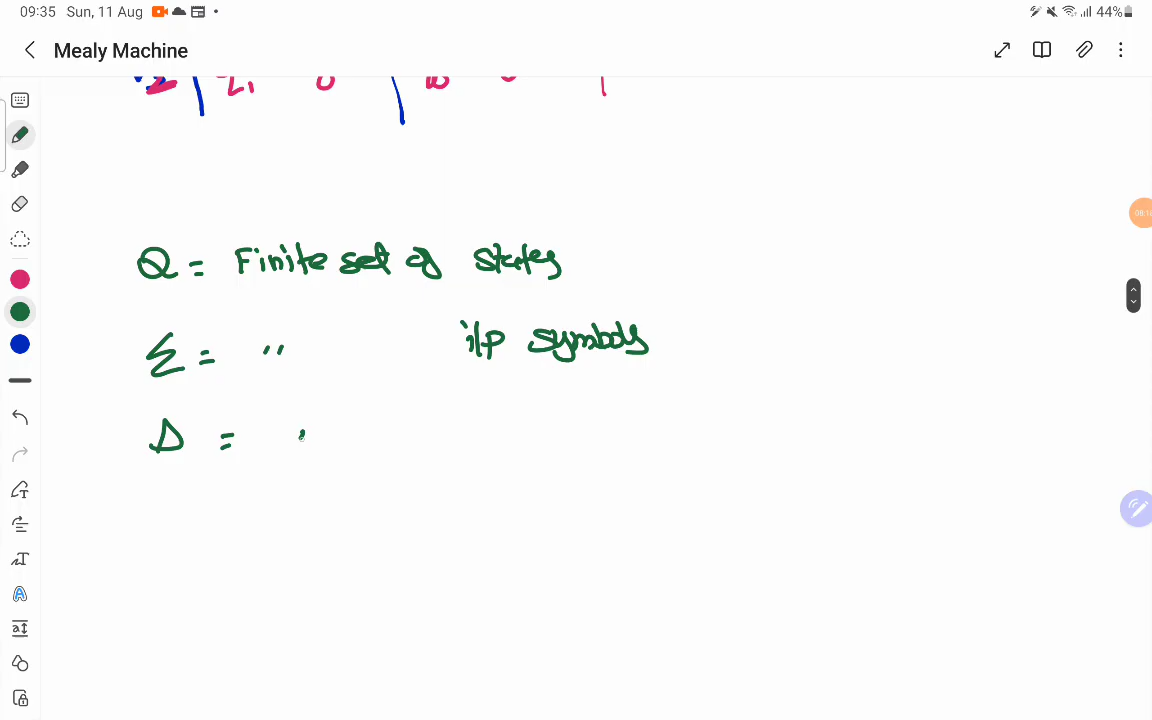 09:35 Sun, 11 Aug
44%
Mealy Machine
Q = Finite set of states
Σ = " i/p symbols
Δ =